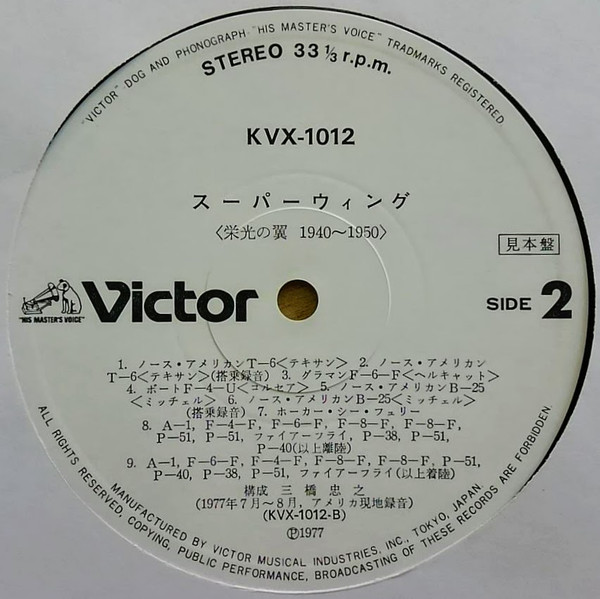 "VICTOR" DOG AND PHONOGRAPH-"HIS MASTER'S VOICE" TRADMARKS REGISTERED.
STEREO 33 1/3 r.p.m.
KVX-1012
スーパーウィング
〈栄光の翼 1940〜1950〉
見本盤
"HIS MASTER'S VOICE"
Victor
SIDE 2
1. ノース・アメリカンT-6<テキサン> 2. ノース・アメリカン
T-6<テキサン>(搭乗録音) 3. グラマンF-6-F<ヘルキャット>
4. ボートF-4-U<コルセア> 5. ノース・アメリカンB-25
<ミッチェル> 6. ノース・アメリカンB-25<ミッチェル>
(搭乗録音) 7. ホーカー・シー・フェリー
8. A-1, F-4-F, F-6-F, F-8-F, F-8-F,
P-51, P-51, ファイアーフライ, P-38, P-51,
P-40(以上離陸)
9. A-1, F-6-F, F-4-F, F-8-F, F-8-F, P-51,
P-40, P-38, P-51, ファイアーフライ(以上着陸)
構成 三橋忠之
(1977年7月〜8月, アメリカ現地録音)
(KVX-1012-B)
Ⓟ1977
MANUFACTURED BY VICTOR MUSICAL INDUSTRIES, INC., TOKYO, JAPAN.
ALL RIGHTS RESERVED, COPYING, PUBLIC PERFORMANCE, BROADCASTING OF THESE RECORDS ARE FORBIDDEN.